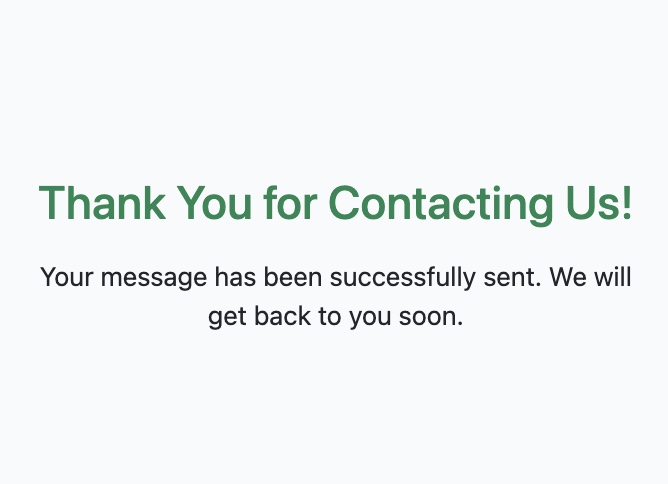 Thank You for Contacting Us!
Your message has been successfully sent. We will
get back to you soon.